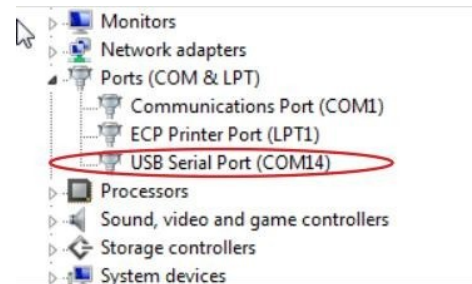 Monitors
Network adapters
Ports (COM & LPT)
Communications Port (COM1)
ECP Printer Port (LPT1)
USB Serial Port (COM14)
Processors
Sound, video and game controllers
Storage controllers
System devices